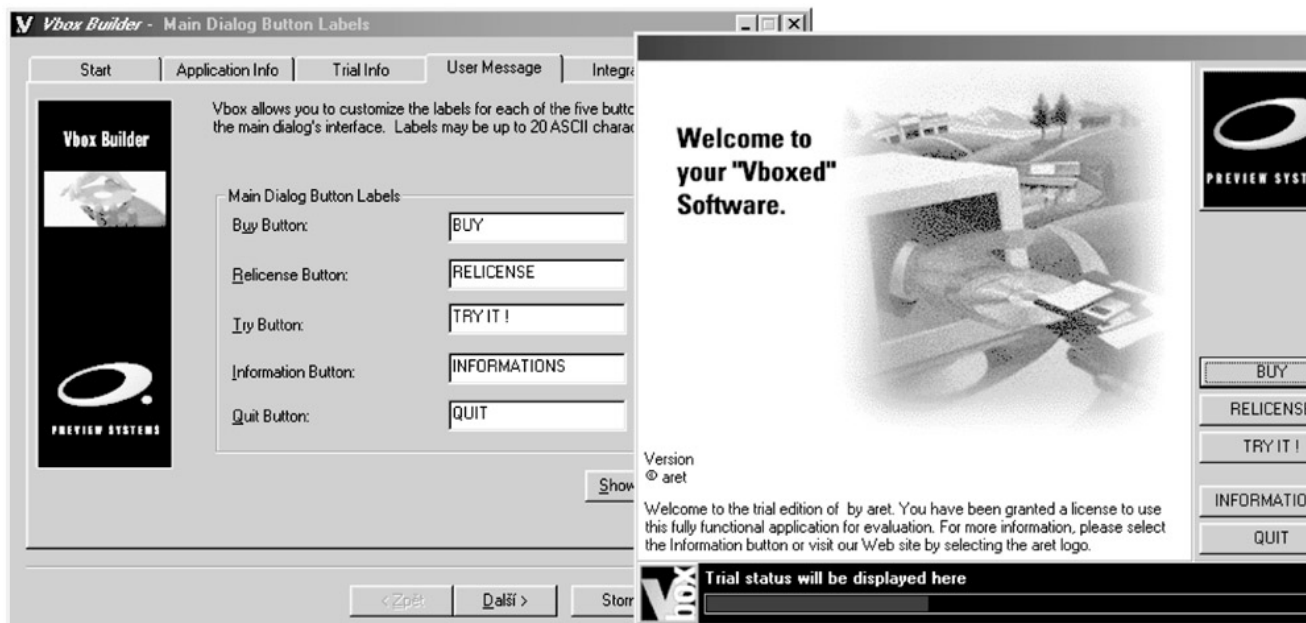 Vbox Builder - Main Dialog Button Labels
Start
Application Info
Trial Info
User Message
Vbox allows you to customize the labels for each of the five
the main dialog's interface. Labels may be up to 20 ASCII
Vbox Builder
PREVIEW SYSTEMS
Main Dialog Button Labels
Buy Button:
BUY
Relicense Button:
RELICENSE
Try Button:
TRY IT !
Information Button:
INFORMATIONS
Quit Button:
QUIT
Show
< Zpět
Další >
Welcome to
your "Vboxed"
Software.
PREVIEW
Version
© aret
Welcome to the trial edition of by aret. You have been granted a license to use
this fully functional application for evaluation. For more information, please select
the Information button or visit our Web site by selecting the aret logo.
BUY
RELICENSE
TRY IT !
QUIT
Vbox
Trial status will be displayed here